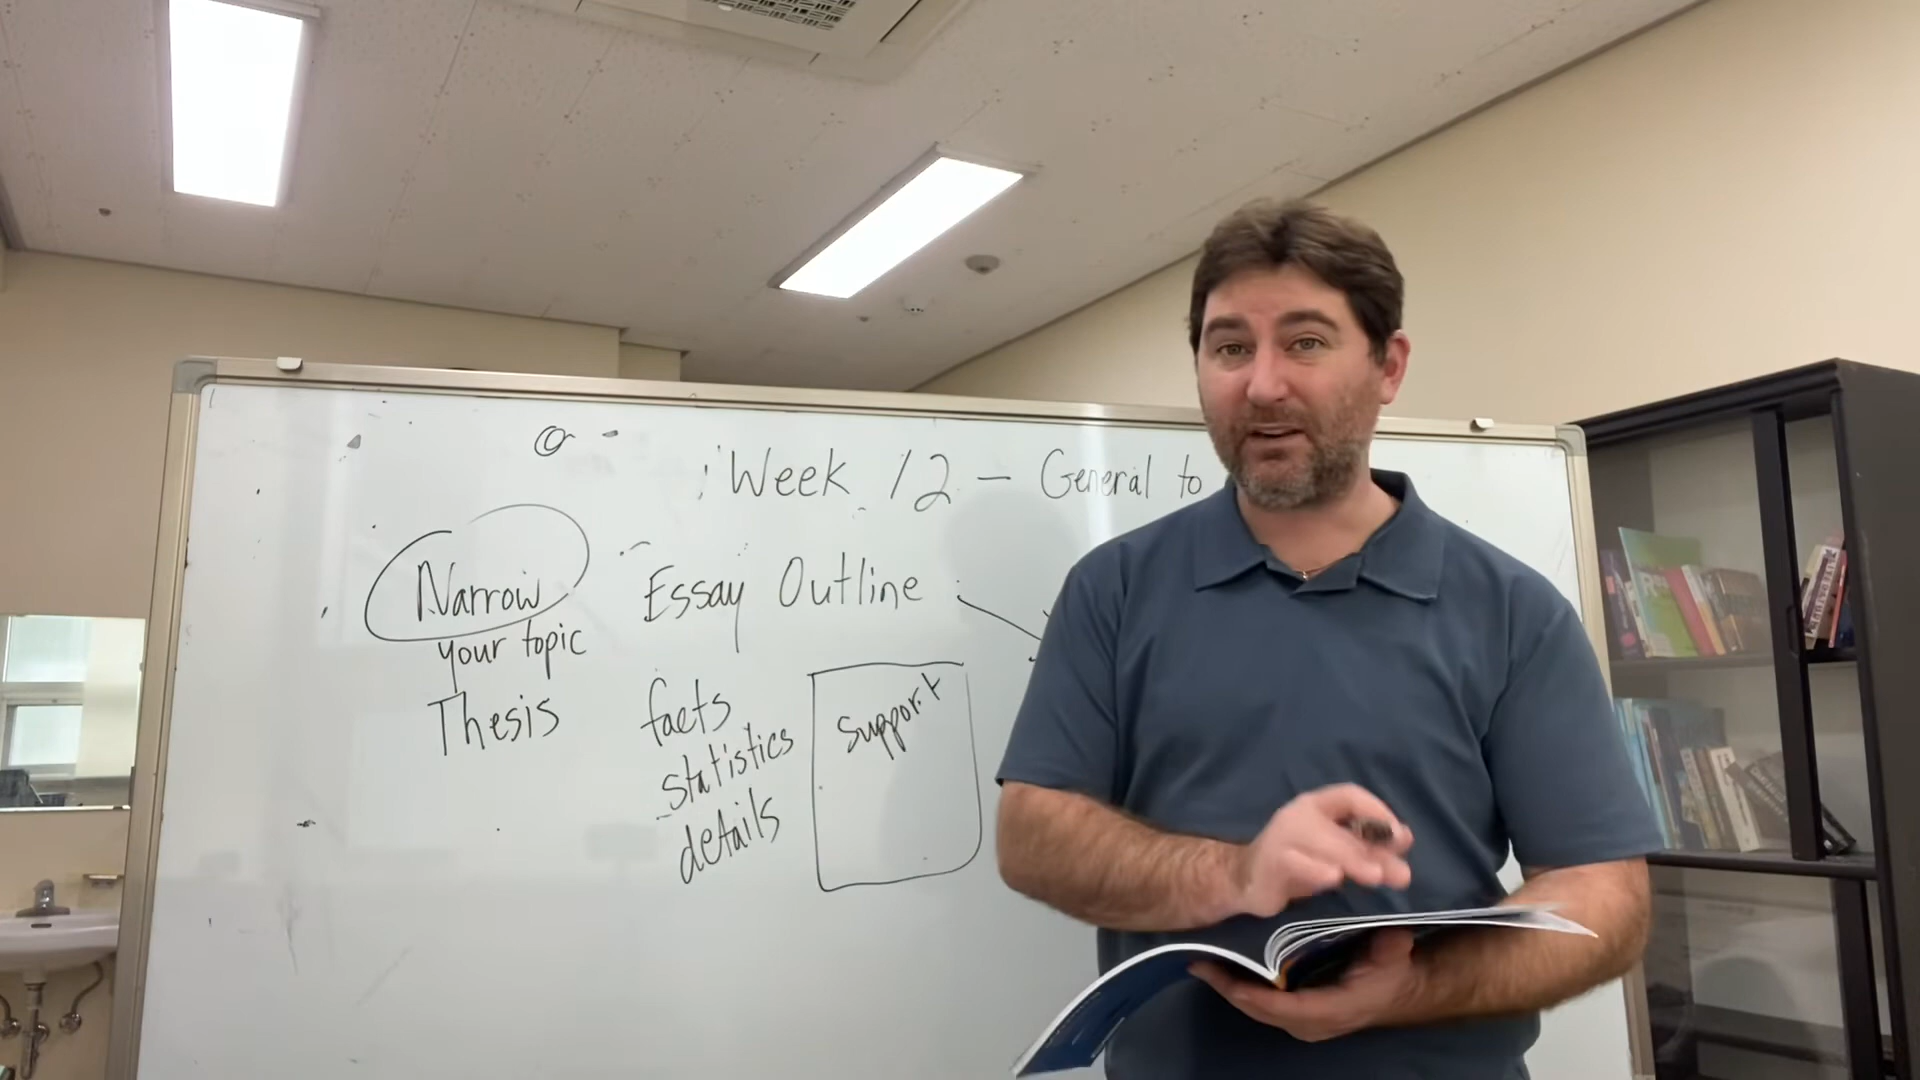 Week 12 - General to
Narrow
your topic
Thesis
Essay Outline
facts
statistics
details
Support